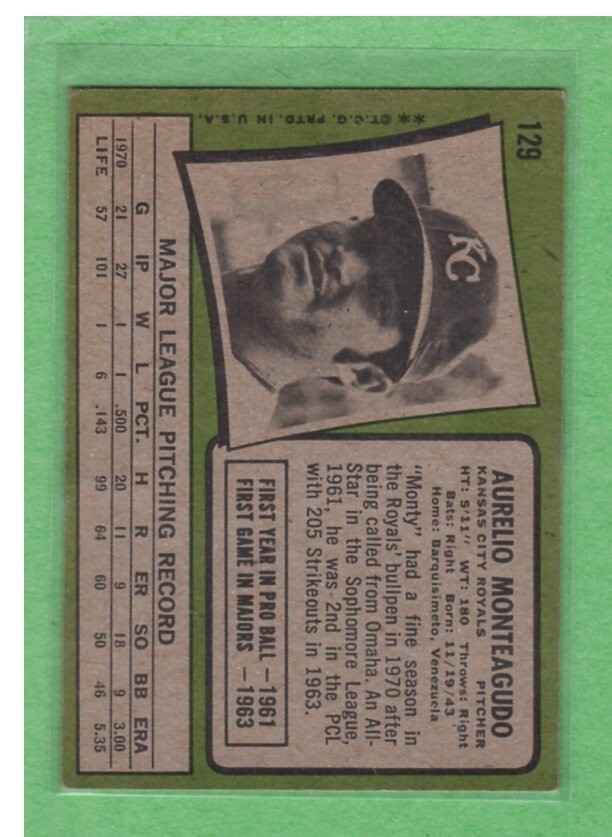 129
KC
AURELIO MONTEAGUDO
KANSAS CITY ROYALS PITCHER
HT: 5'11" WT: 180 Throws: Right
Bats: Right Born: 11/19/43
Home: Barquisimeto, Venezuela
"Monty" had a fine season in
the Royals' bullpen in 1970 after
being called from Omaha. An All-
Star in the Sophomore League,
1961, he was 2nd in the PCL
with 205 Strikeouts in 1963.
FIRST YEAR IN PRO BALL —1961
FIRST GAME IN MAJORS —1963
MAJOR LEAGUE PITCHING RECORD
G IP W L PCT. H R ER SO BB ERA
1970 21 27 1 1 .500 20 11 9 18 9 3.00
LIFE 57 101 1 6 .143 99 64 60 50 46 5.35
**©T.C.G. PRTD. IN U.S.A.